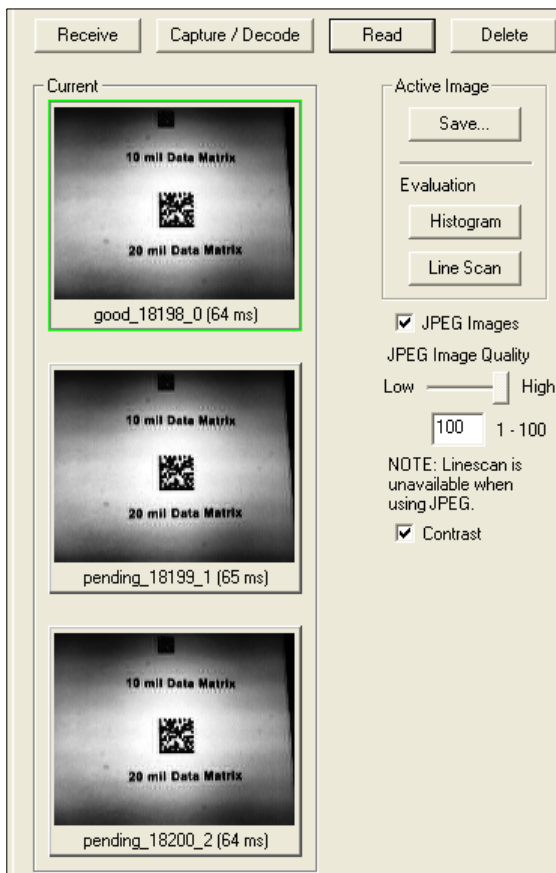 Receive Capture / Decode Read Delete
Current
10 mil Data Matrix
20 mil Data Matrix
good_18198_0 (64 ms)
10 mil Data Matrix
20 mil Data Matrix
pending_18199_1 (65 ms)
10 mil Data Matrix
20 mil Data Matrix
pending_18200_2 (64 ms)
Active Image
Save...
Evaluation
Histogram
Line Scan
JPEG Images
JPEG Image Quality
Low High
100 1 - 100
NOTE: Linescan is
unavailable when
using JPEG.
Contrast